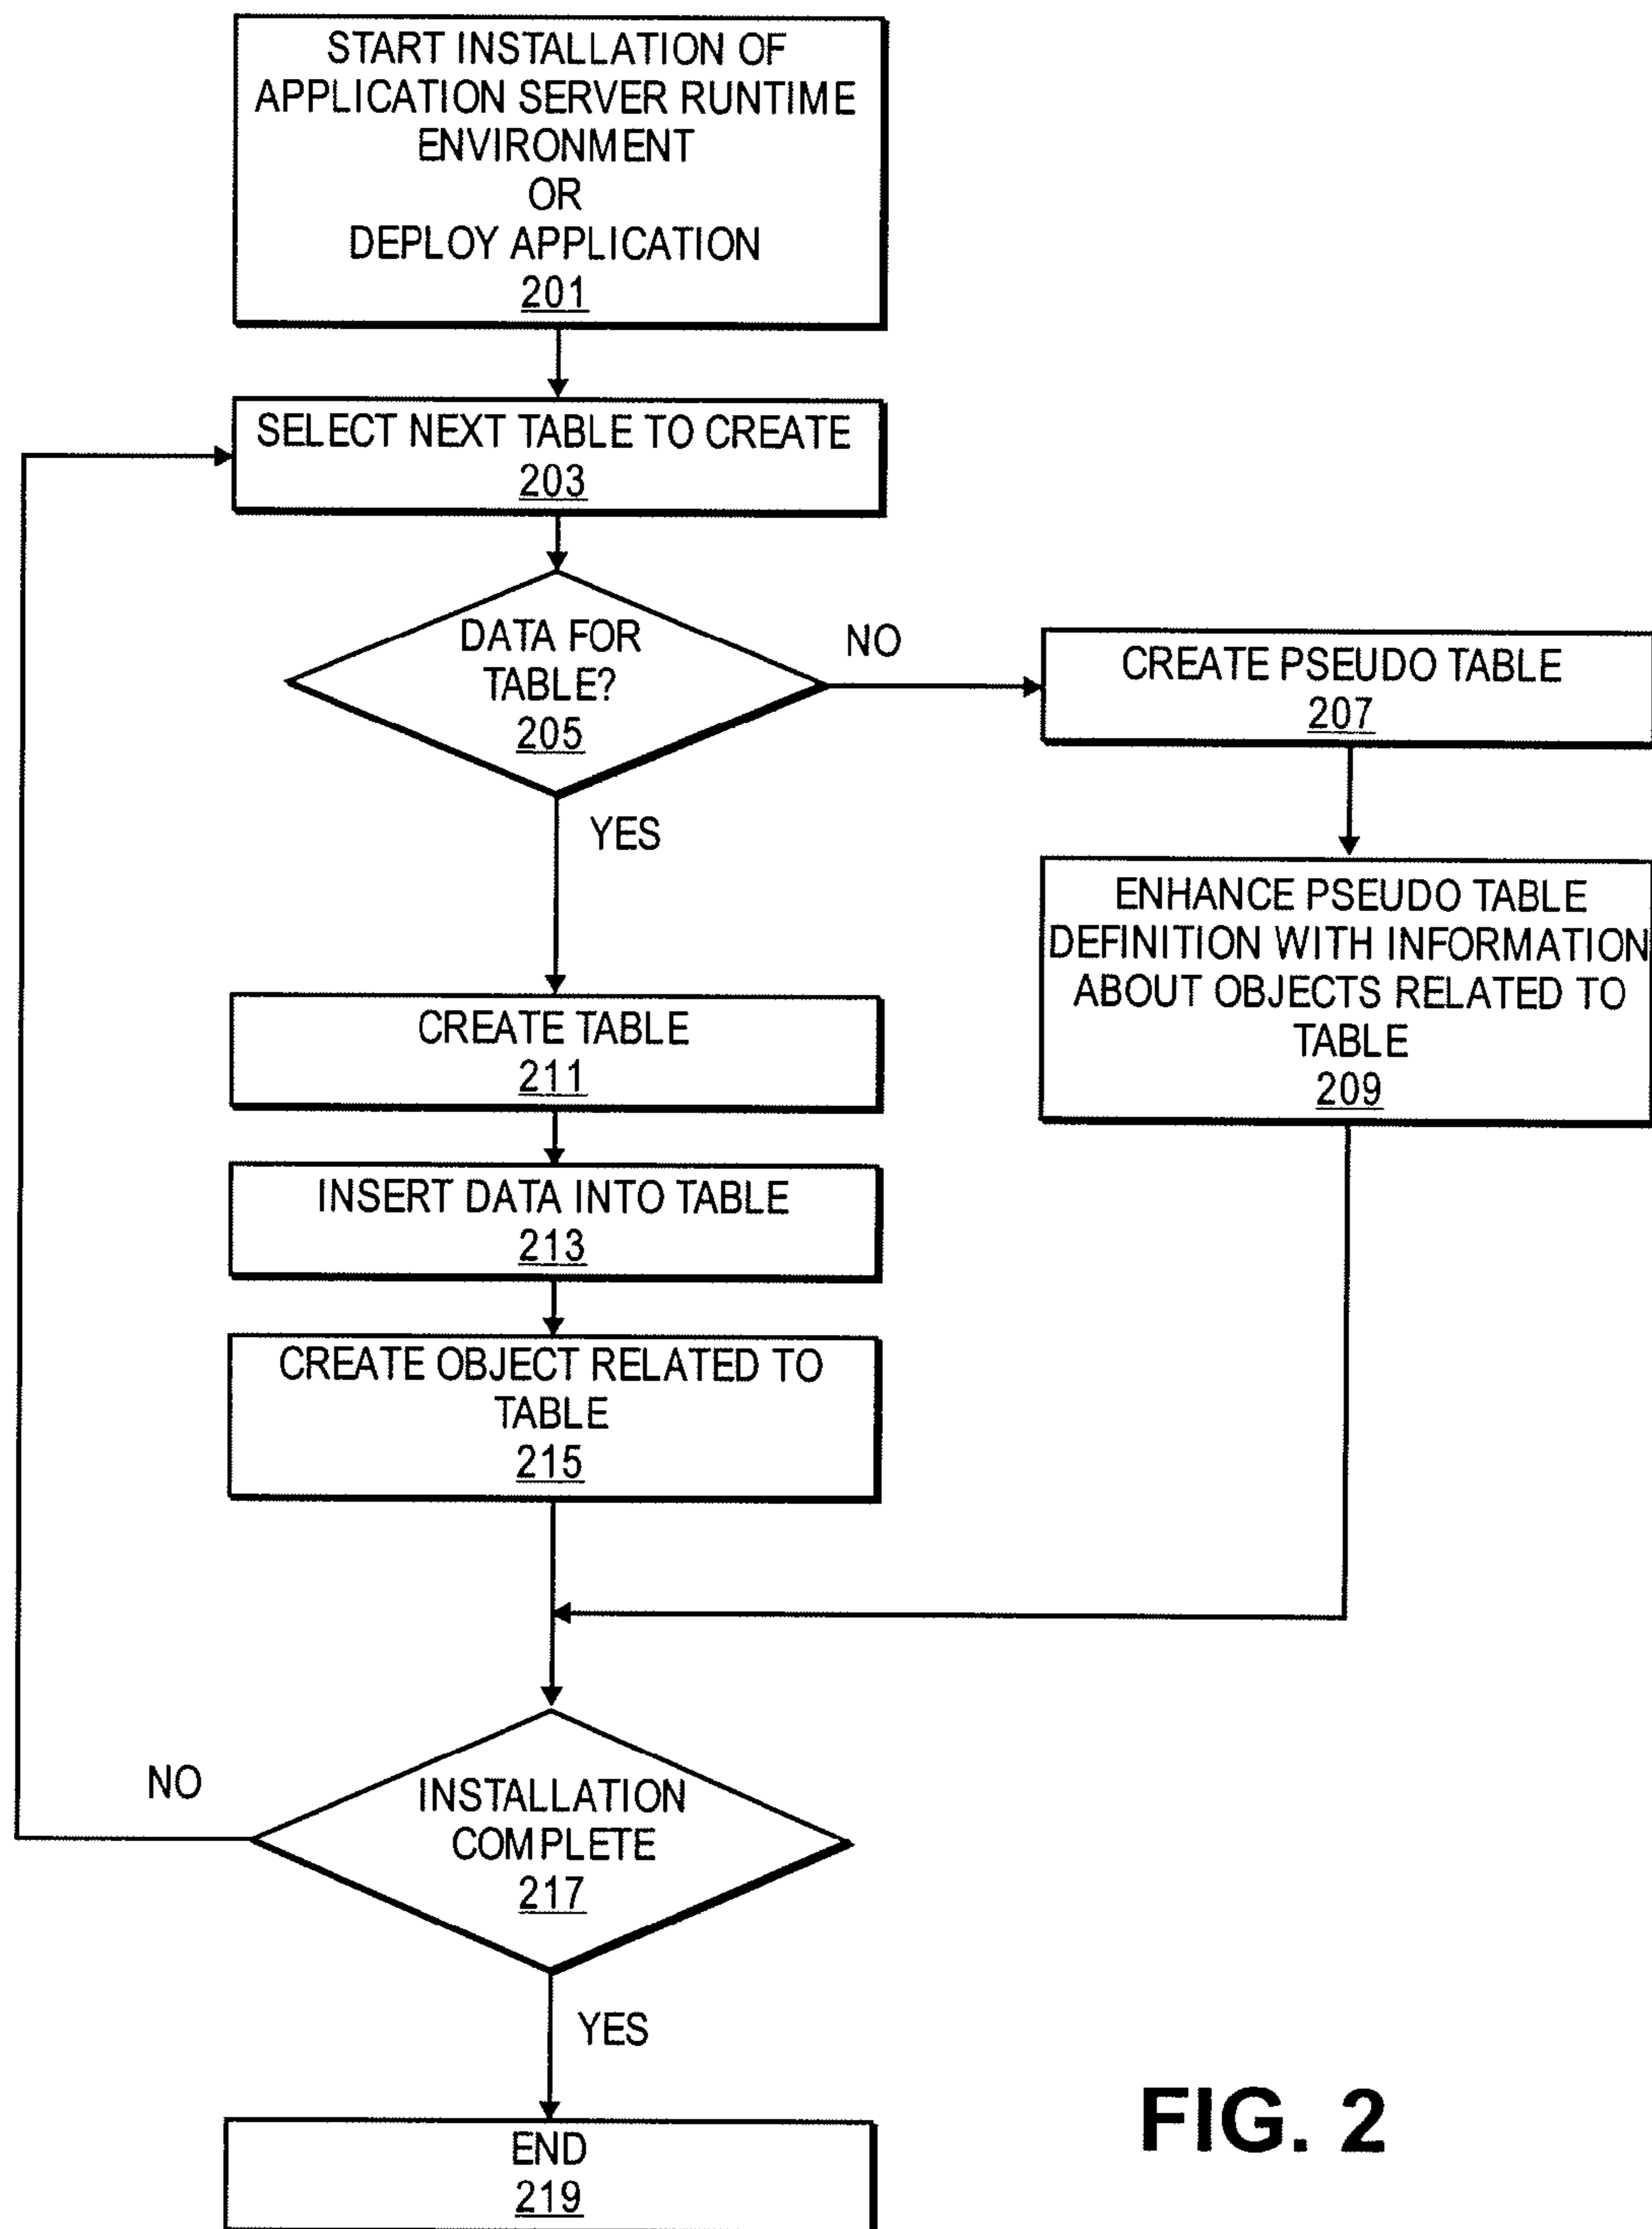 START INSTALLATION OF
APPLICATION SERVER RUNTIME
ENVIRONMENT
OR
DEPLOY APPLICATION
201
SELECT NEXT TABLE TO CREATE
203
DATA FOR
TABLE?
205
NO
CREATE PSEUDO TABLE
207
YES
ENHANCE PSEUDO TABLE
DEFINITION WITH INFORMATION
ABOUT OBJECTS RELATED TO
TABLE
209
CREATE TABLE
211
INSERT DATA INTO TABLE
213
CREATE OBJECT RELATED TO
TABLE
215
NO
INSTALLATION
COMPLETE
217
YES
END
219
FIG. 2